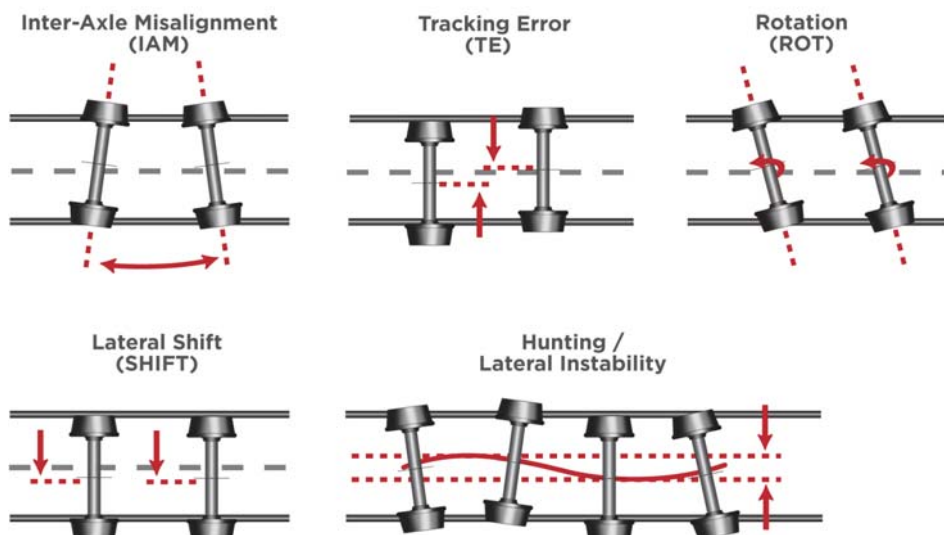 Inter-Axle Misalignment
(IAM)
Tracking Error
(TE)
Rotation
(ROT)
Lateral Shift
(SHIFT)
Hunting /
Lateral Instability